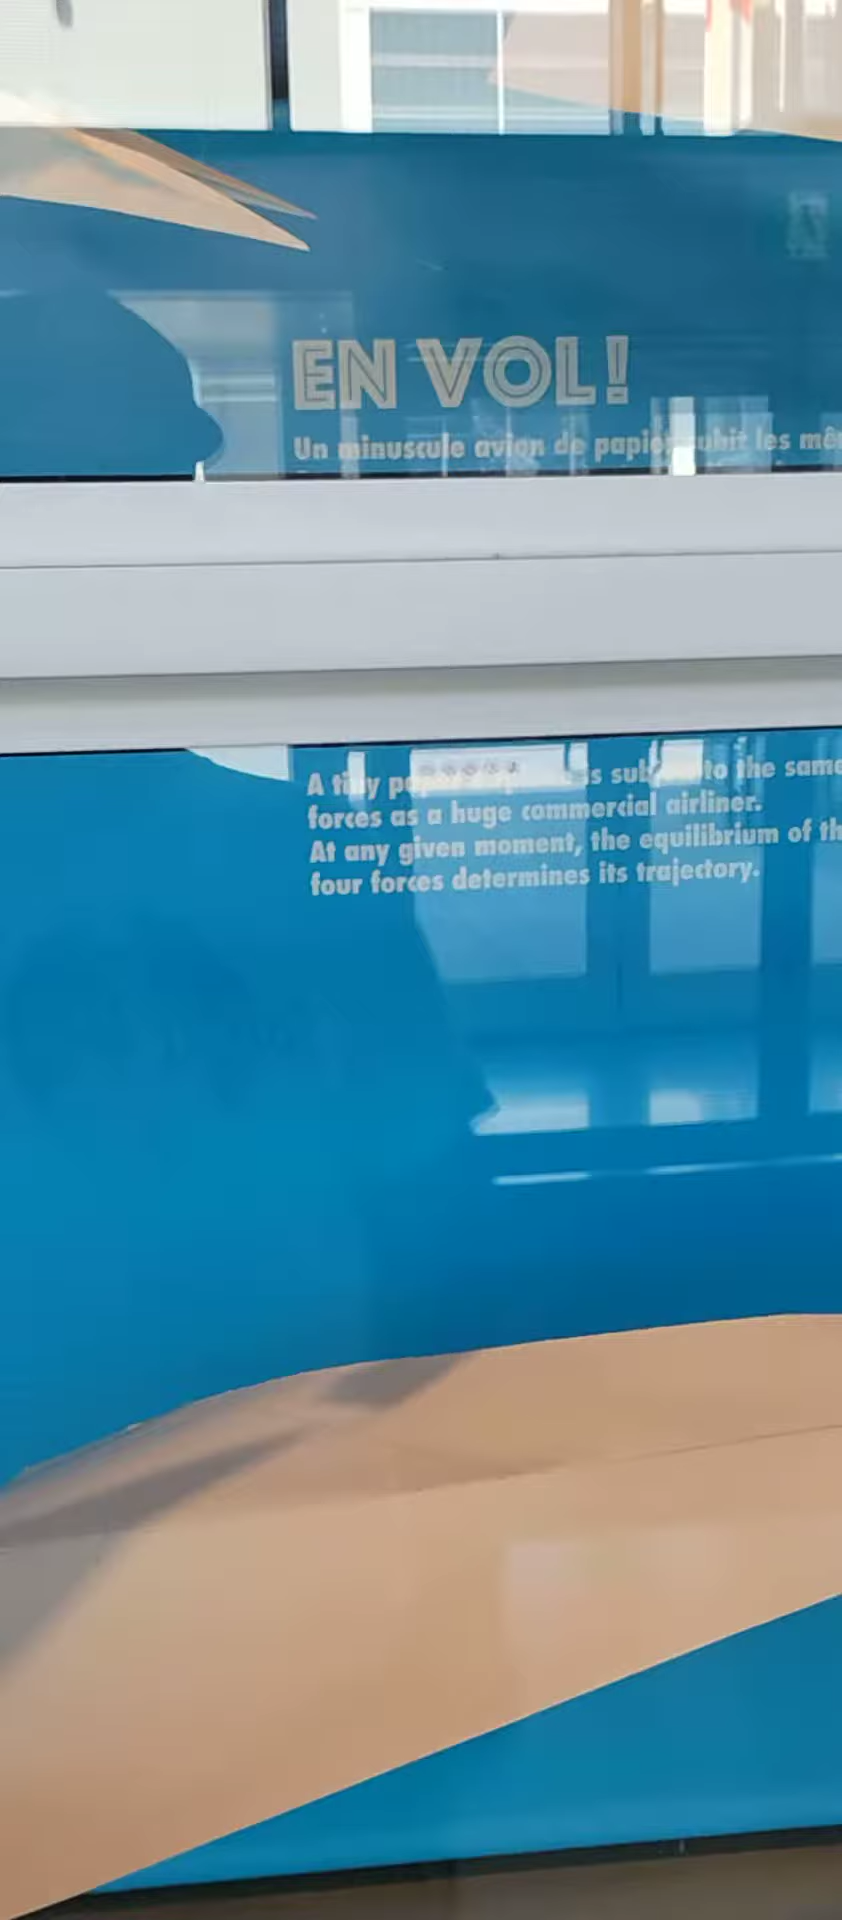 EN VOL!
Un minuscule avion de papier subit les mê
A tiny is to the same
forces as a huge commercial airliner.
At any given moment, the equilibrium of th
four forces determines its trajectory.